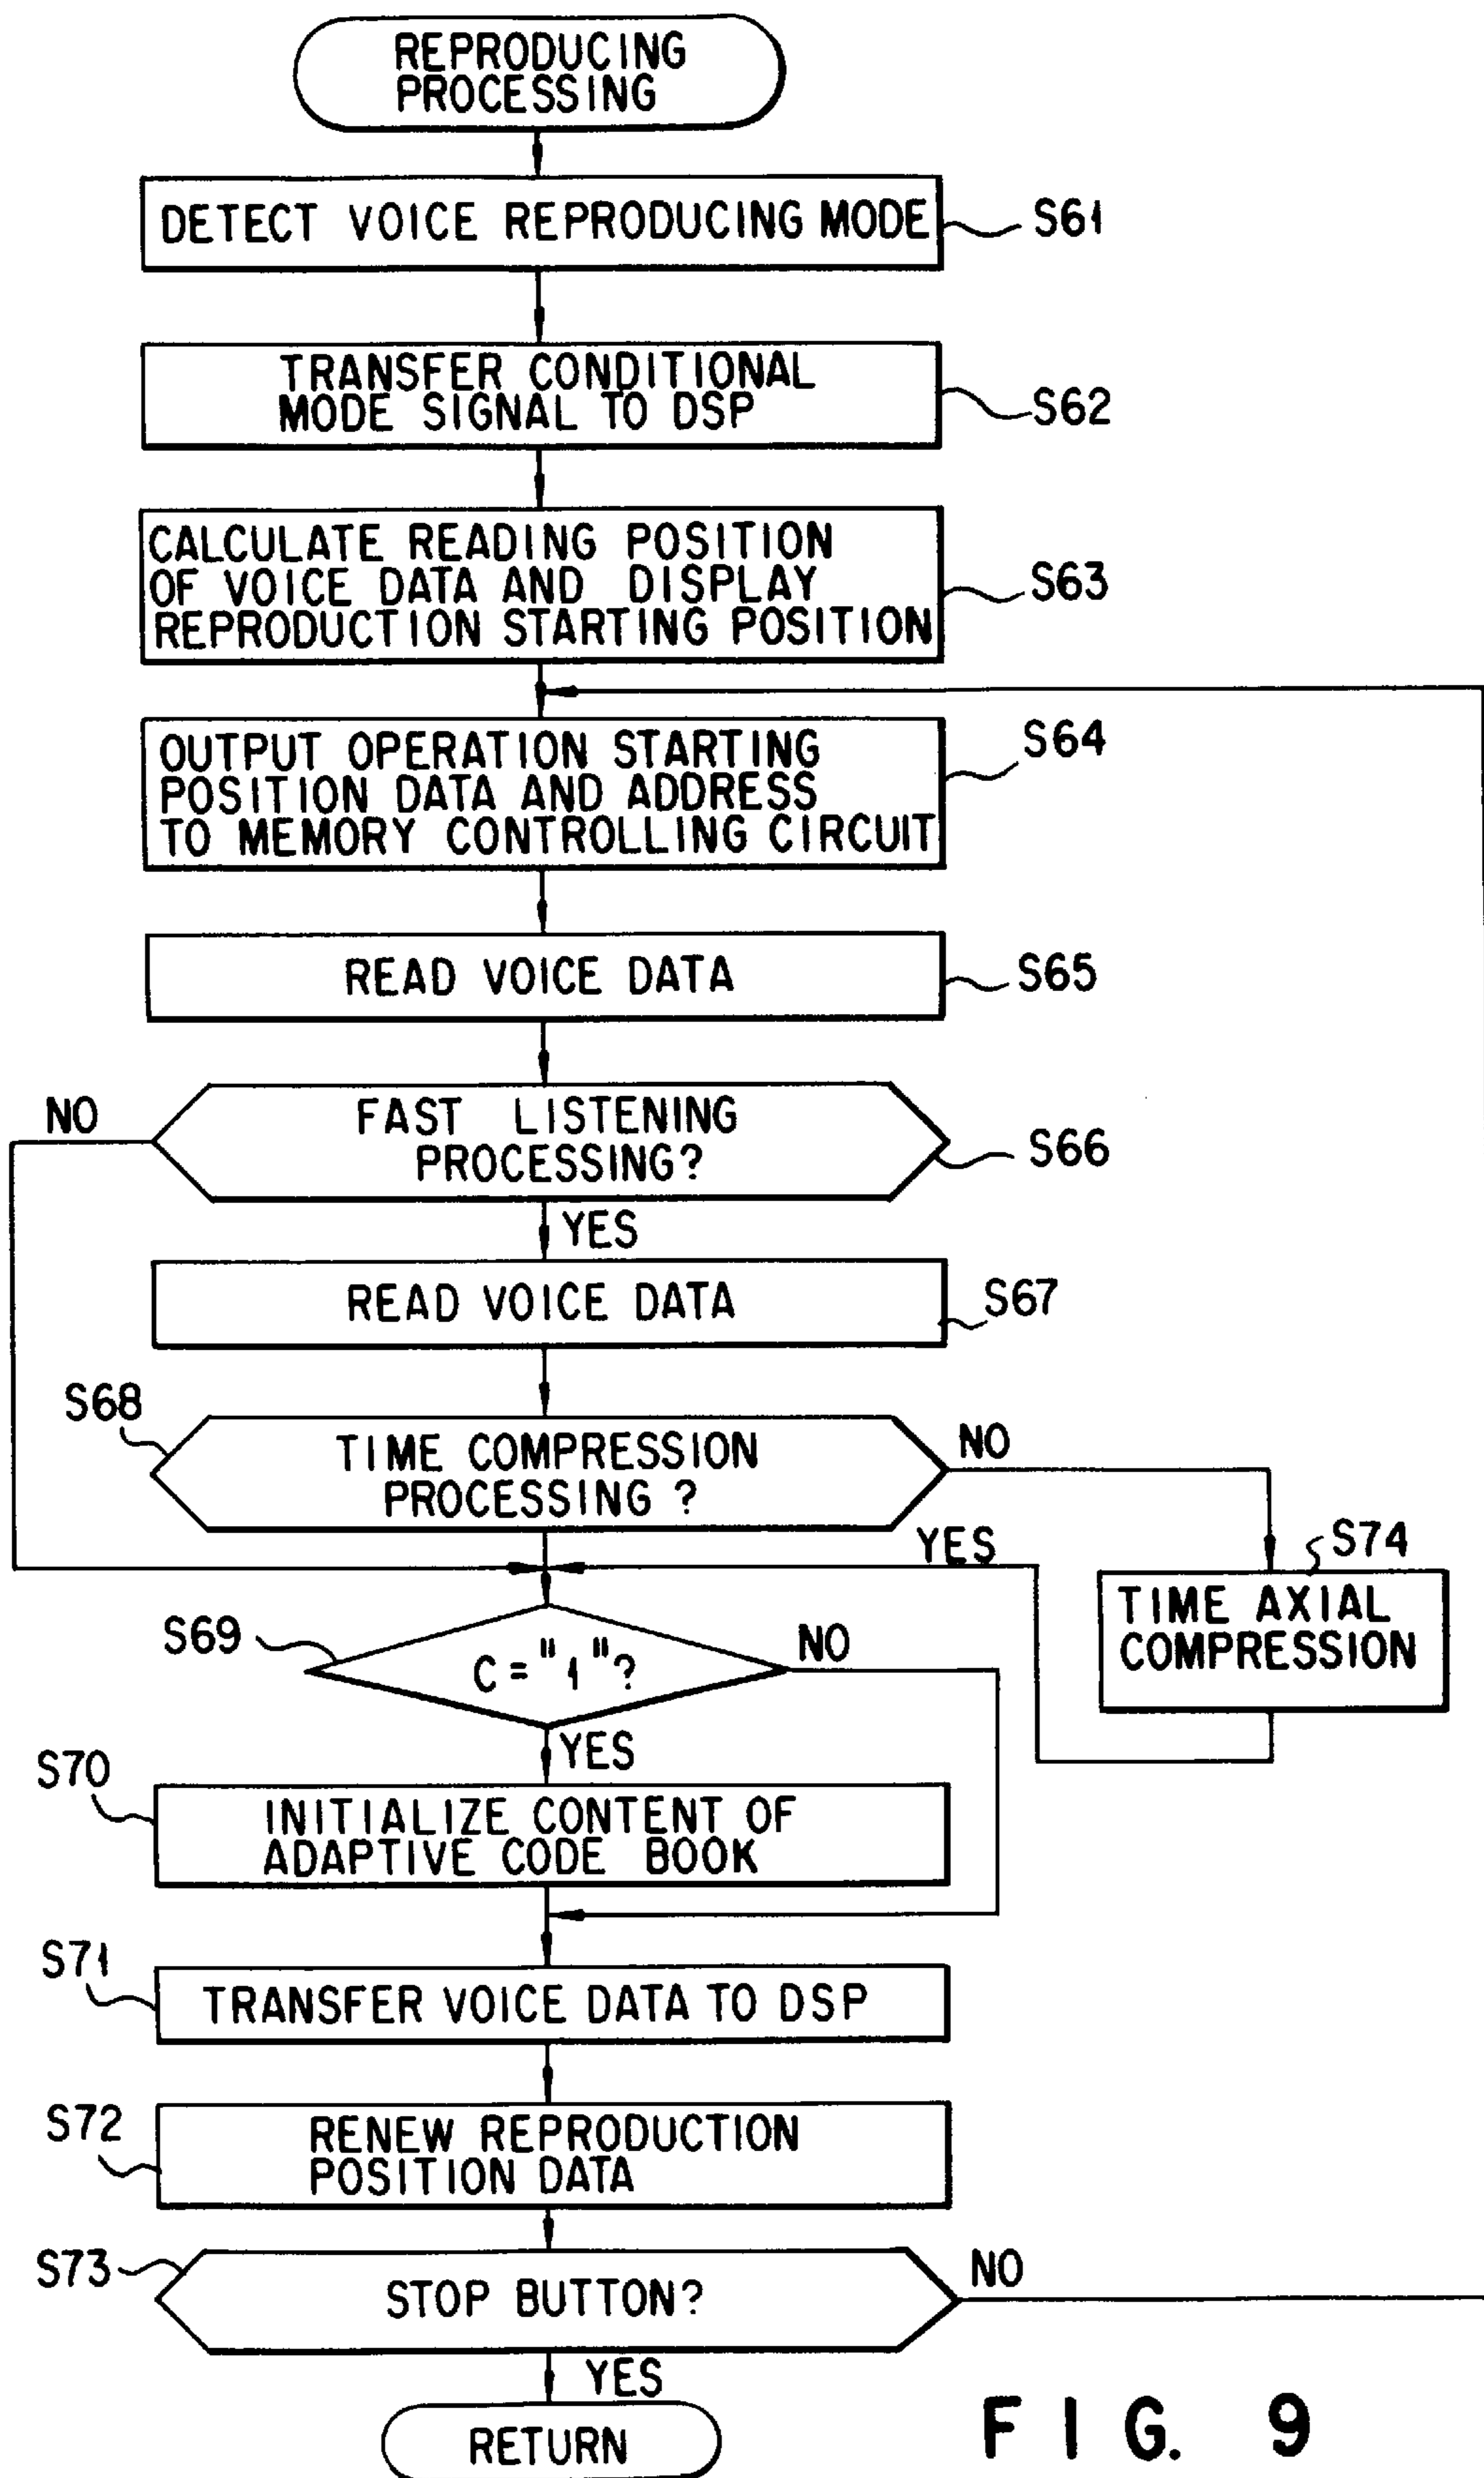 REPRODUCING
PROCESSING
DETECT VOICE REPRODUCING MODE
S61
TRANSFER CONDITIONAL
MODE SIGNAL TO DSP
S62
CALCULATE READING POSITION
OF VOICE DATA AND DISPLAY
REPRODUCTION STARTING POSITION
S63
OUTPUT OPERATION STARTING
POSITION DATA AND ADDRESS
TO MEMORY CONTROLLING CIRCUIT
S64
READ VOICE DATA
S65
NO
FAST LISTENING
PROCESSING?
S66
YES
READ VOICE DATA
S67
S68
TIME COMPRESSION
PROCESSING ?
NO
YES
S74
TIME AXIAL
COMPRESSION
S69
C = "1"?
NO
YES
S70
INITIALIZE CONTENT OF
ADAPTIVE CODE BOOK
S71
TRANSFER VOICE DATA TO DSP
S72
RENEW REPRODUCTION
POSITION DATA
S73
STOP BUTTON?
NO
YES
RETURN
FIG. 9